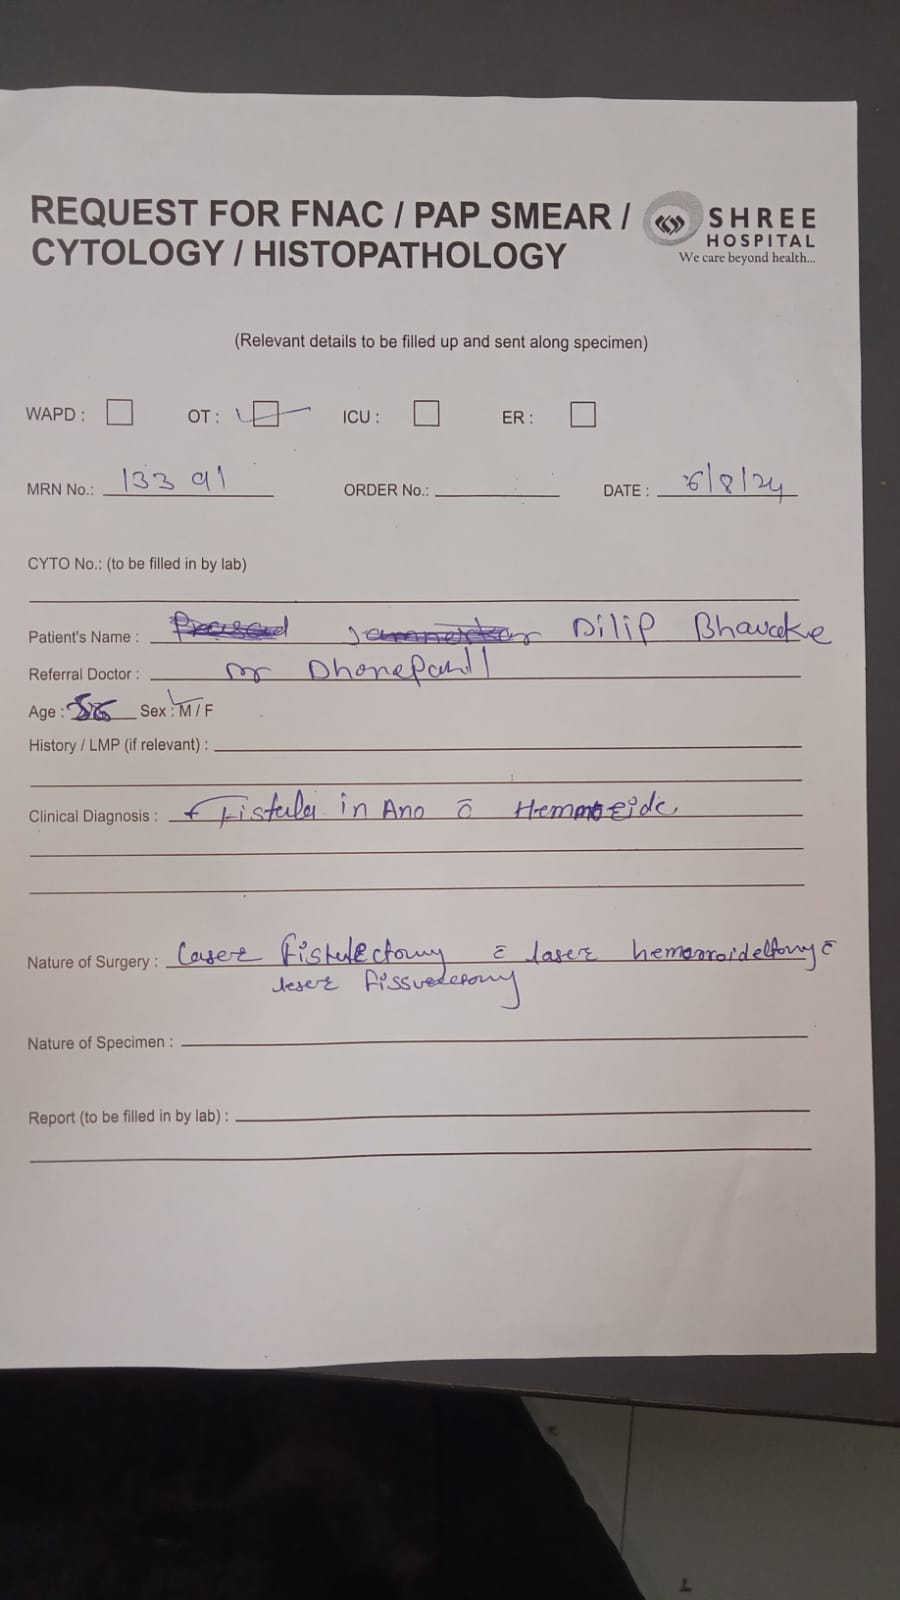 REQUEST FOR FNAC / PAP SMEAR /
CYTOLOGY / HISTOPATHOLOGY
SHREE
HOSPITAL
We care beyond health...
(Relevant details to be filled up and sent along specimen)
WAPD : OT : ICU : ER :
MRN No.: 133 91 ORDER No.: DATE : 26/8/24
CYTO No.: (to be filled in by lab)
Patient's Name : Dilip Bhavake
Referral Doctor : Dr
Age : Sex : M / F
History / LMP (if relevant) :
Clinical Diagnosis : Fistula in Ano c̄
Nature of Surgery : Laser Fistulectomy c̄ laser c̄
laser
Nature of Specimen :
Report (to be filled in by lab) :